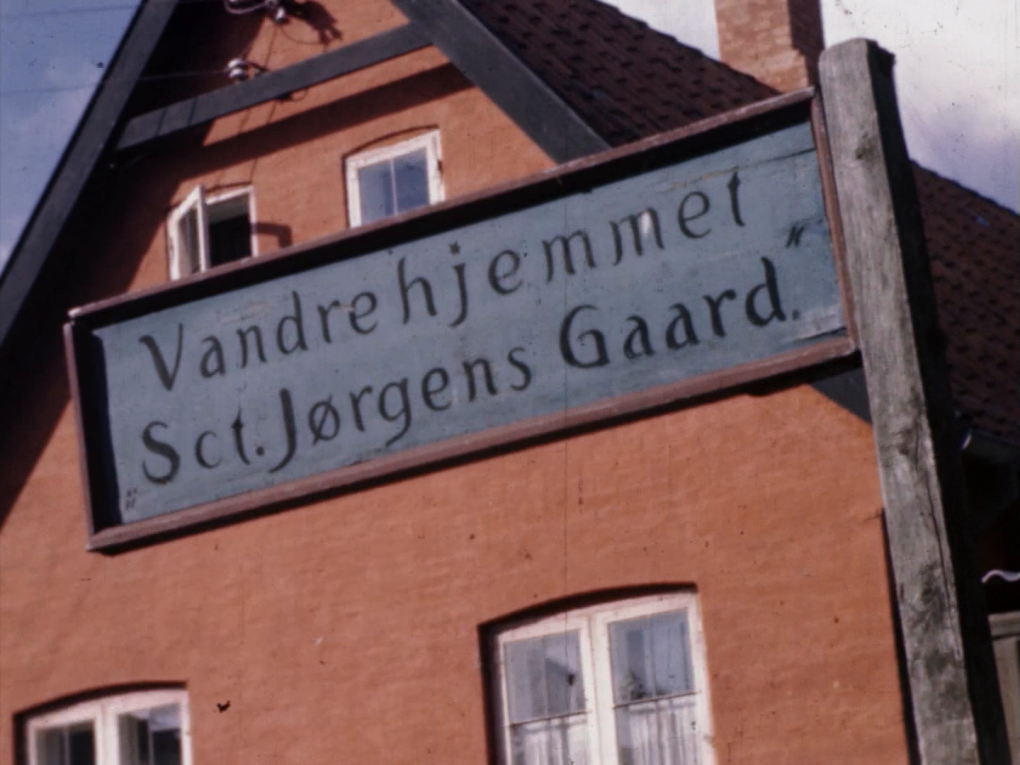 Vandrehjemmet
„Sct. Jørgens Gaard.”